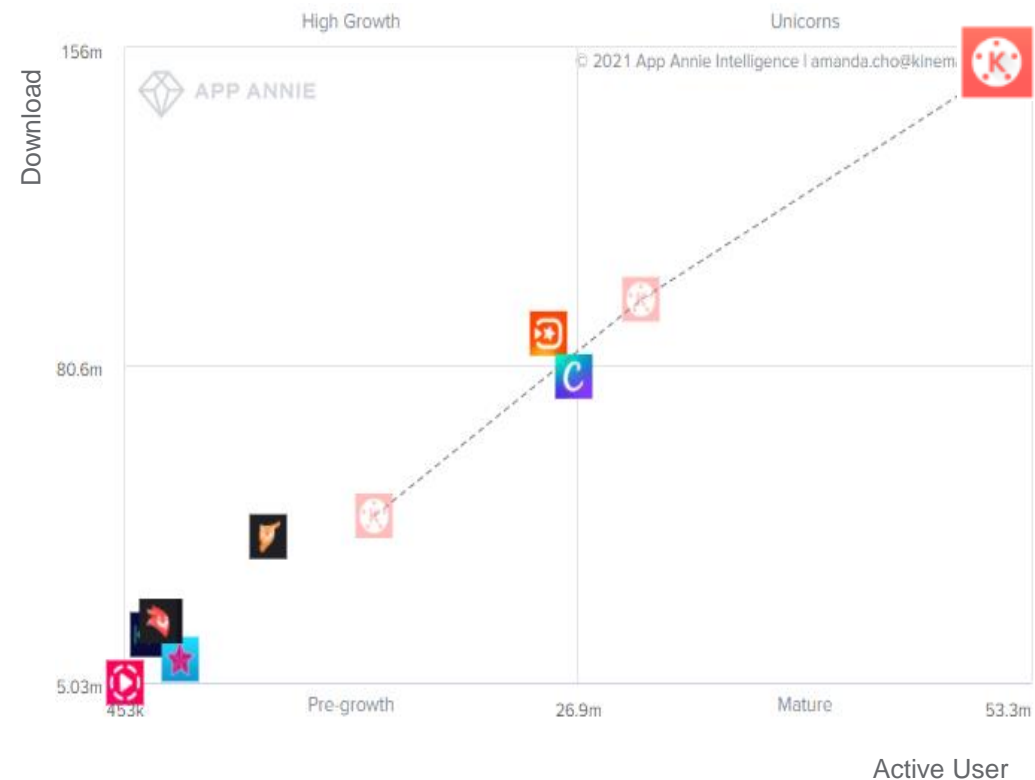 High Growth
Unicorns
156m
© 2021 App Annie Intelligence | amanda.cho@kinem
APP ANNIE
Download
K
80.6m
K
C
K
5.03m
453k
Pre-growth
26.9m
Mature
53.3m
Active User